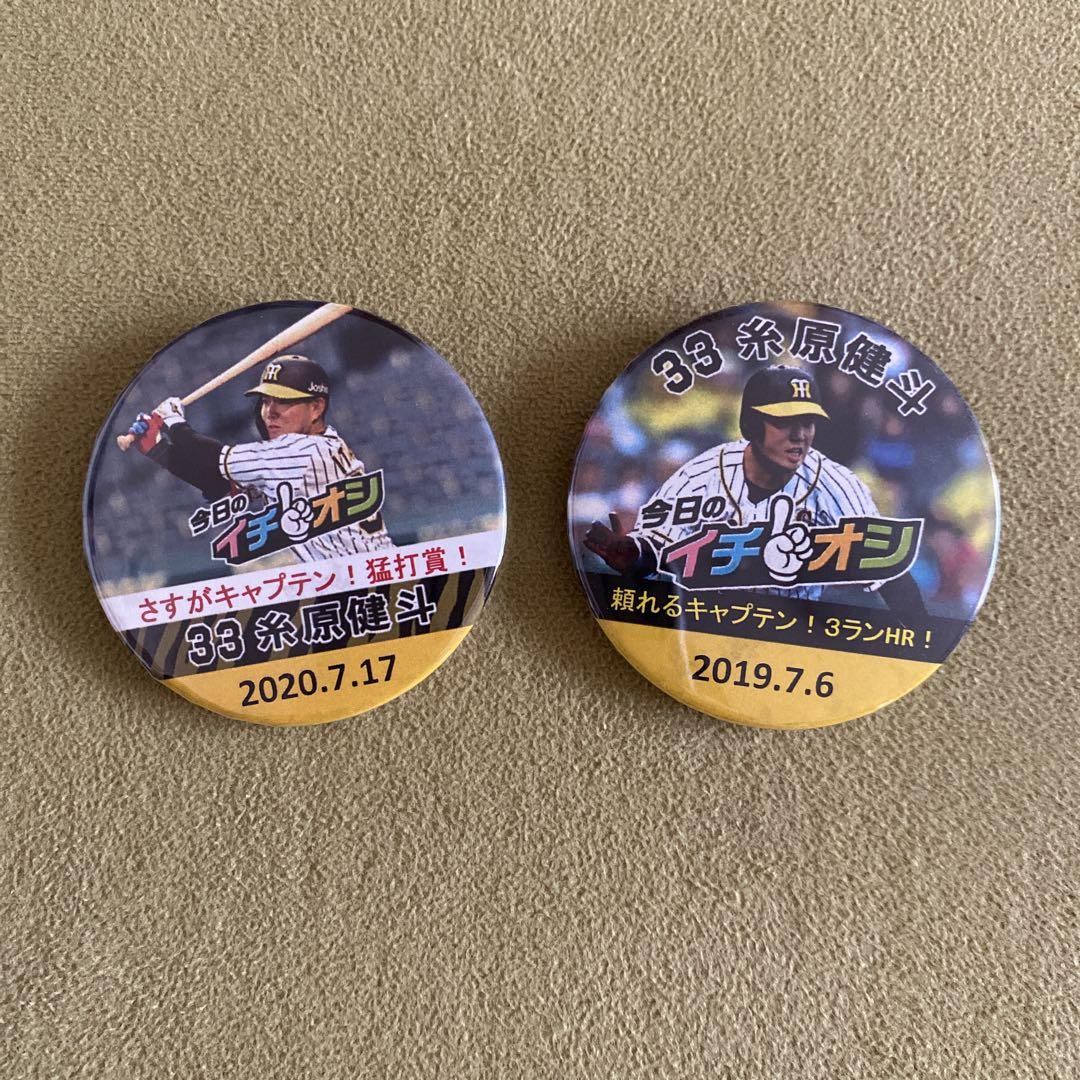 Joshin
今日の
イチオシ
さすがキャプテン！猛打賞！
33 糸原健斗
2020.7.17
33 糸原健斗
今日の
イチオシ
頼れるキャプテン！3ランHR！
2019.7.6